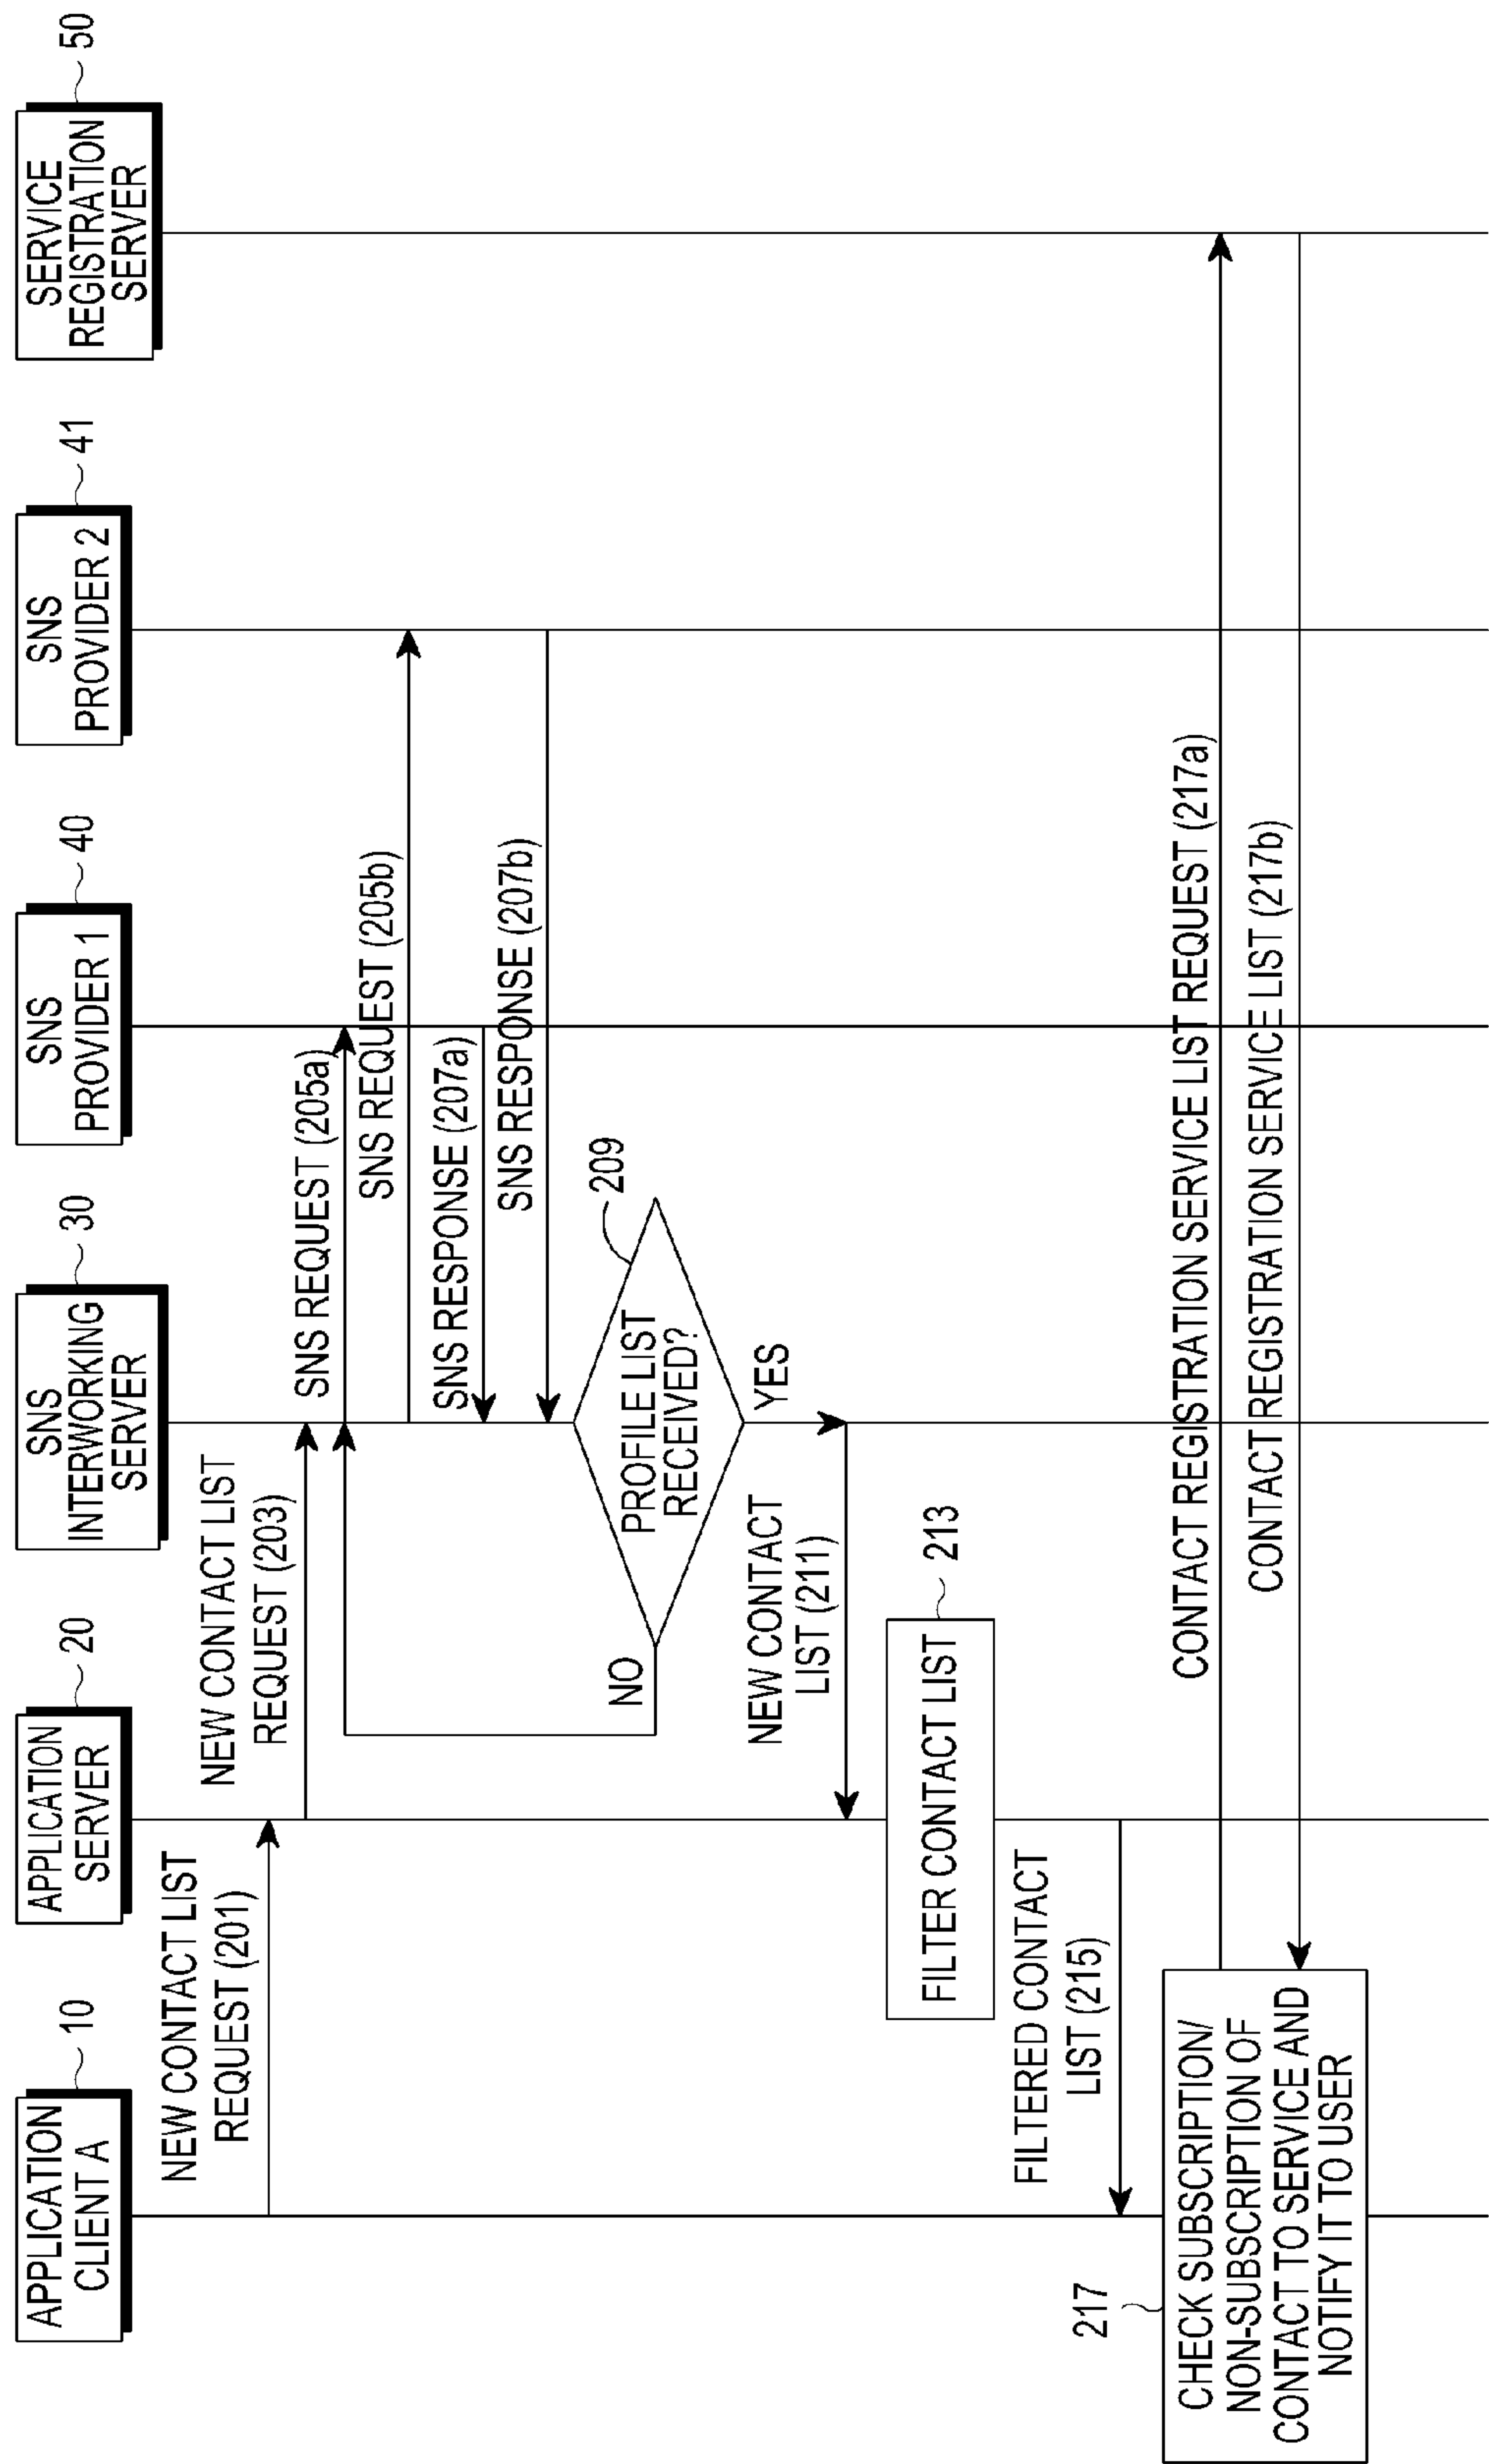 APPLICATION
CLIENT A
10
APPLICATION
SERVER
20
SNS
INTERWORKING
SERVER
30
SNS
PROVIDER 1
40
SNS
PROVIDER 2
41
SERVICE
REGISTRATION
SERVER
50
NEW CONTACT LIST
REQUEST (201)
NEW CONTACT LIST
REQUEST (203)
SNS REQUEST (205a)
SNS REQUEST (205b)
SNS RESPONSE (207a)
SNS RESPONSE (207b)
209
PROFILE LIST
RECEIVED?
NO
YES
NEW CONTACT
LIST (211)
FILTER CONTACT LIST
213
FILTERED CONTACT
LIST (215)
217
CHECK SUBSCRIPTION/
NON-SUBSCRIPTION OF
CONTACT TO SERVICE AND
NOTIFY IT TO USER
CONTACT REGISTRATION SERVICE LIST REQUEST (217a)
CONTACT REGISTRATION SERVICE LIST (217b)